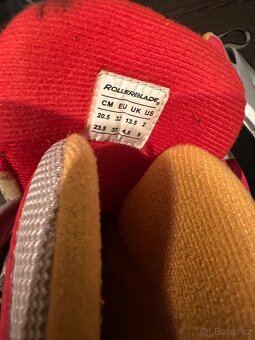 ROLLERBLADE®
CM EU UK US
20.5 32 13.5 2
23.5 37 4.5 5
© Bazos.cz